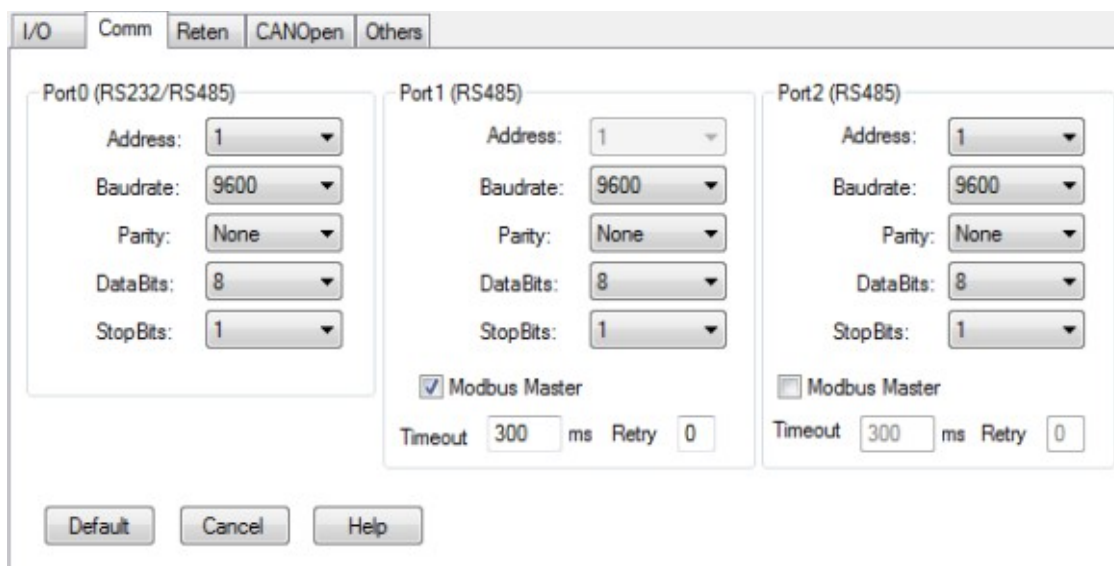 I/O Comm Reten CANOpen Others
Port0 (RS232/RS485)
Address: 1
Baudrate: 9600
Parity: None
DataBits: 8
StopBits: 1
Port1 (RS485)
Address: 1
Baudrate: 9600
Parity: None
DataBits: 8
StopBits: 1
Modbus Master
Timeout 300 ms Retry 0
Port2 (RS485)
Address: 1
Baudrate: 9600
Parity: None
DataBits: 8
StopBits: 1
Modbus Master
Timeout 300 ms Retry 0
Default Cancel Help